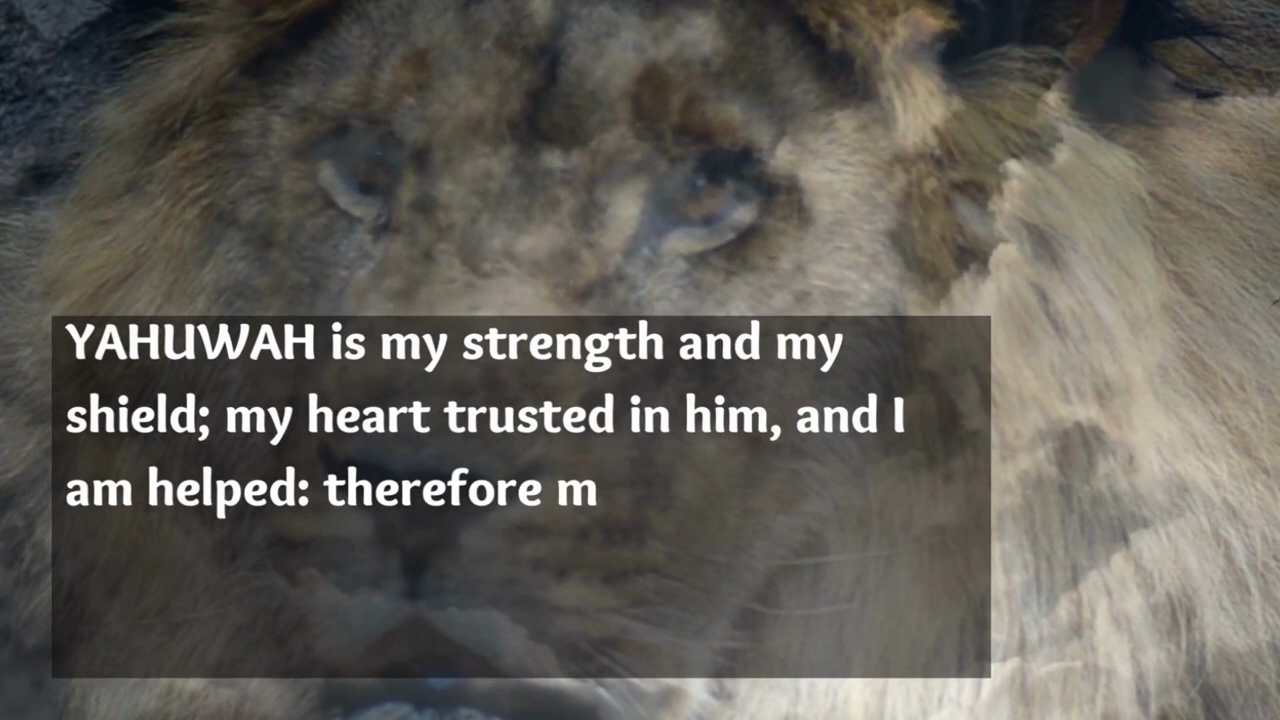 YAHUWAH is my strength and my
shield; my heart trusted in him, and I
am helped: therefore m